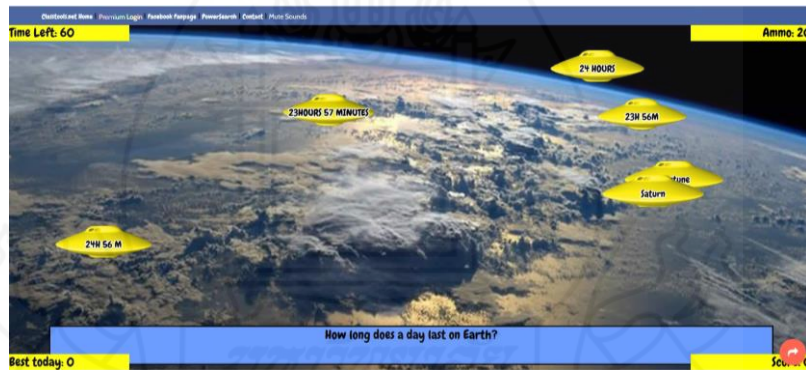 Classtools.net Home | Premium Login | Facebook Fanpage | PowerSearch | Contact | Mute Sounds
Time Left: 60
Ammo: 20
24 HOURS
23HOURS 57 MINUTES
23H 56M
Saturn
24H 56 M
How long does a day last on Earth?
Best today: 0